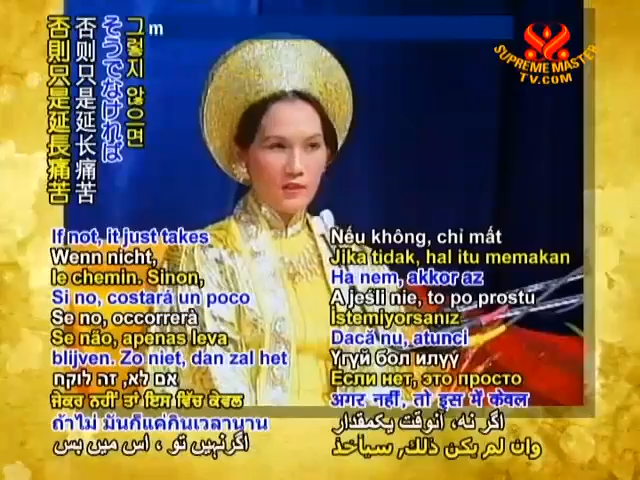 m
SUPREME MASTER
TV.COM
그렇지 않으면
そうでなければ
否则只是延长痛苦
否則只是延長痛苦
If not, it just takes
Wenn nicht,
le chemin. Sinon,
Si no, costará un poco
Se no, occorrerà
Se não, apenas leva
blijven. Zo niet, dan zal het
אם לא, זה לוקח
ਜੇਕਰ ਨਹੀਂ ਤਾਂ ਇਸ ਵਿੱਚ ਕੇਵਲ
ถ้าไม่ มันก็แค่กินเวลานาน
اگرنہیں تو ، اس میں بس
Nếu không, chỉ mất
Jika tidak, hal itu memakan
Ha nem, akkor az
A jeśli nie, to po prostu
İstemiyorsanız
Dacă nu, atunci
Үгүй бол илүү
Если нет, это просто
अगर नहीं, तो इस में केवल
اگر نه، آنوقت یکمقدار
وان لم يكن ذلك، سيأخذ